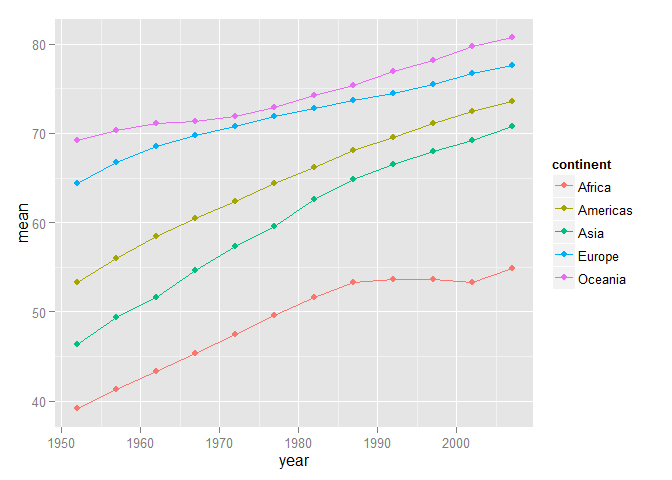 80
70
60
50
40
mean
1950
1960
1970
1980
1990
2000
year
continent
Africa
Americas
Asia
Europe
Oceania